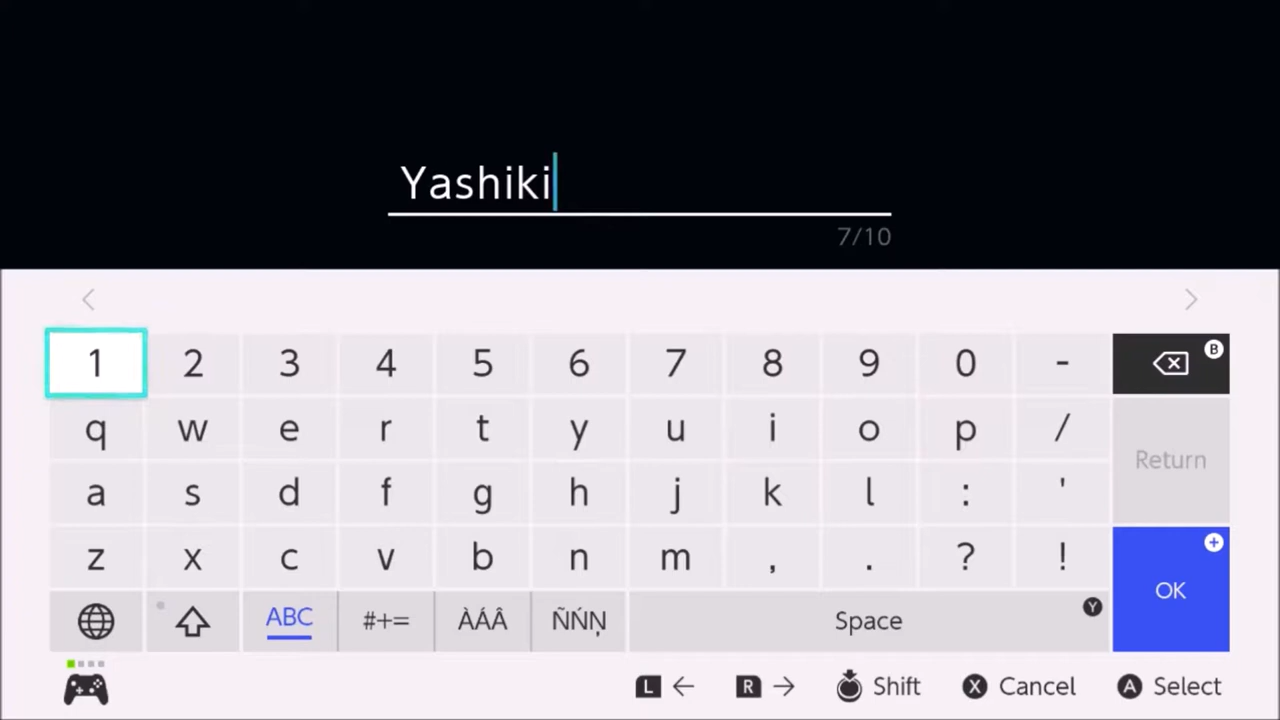 Yashiki
7/10
< >
1 2 3 4 5 6 7 8 9 0 - B
q w e r t y u i o p / Return
a s d f g h j k l : '
z x c v b n m , . ? ! + OK
ABC #+= ÀÁÂ ÑŃŅ Space Y
L ← R → Shift X Cancel A Select